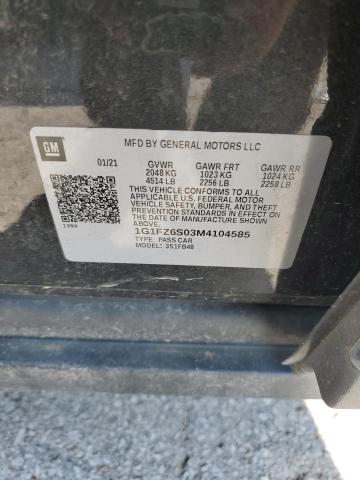 GM
MFD BY GENERAL MOTORS LLC
01/21 GVWR GAWR FRT GAWR RR
2048 KG 1023 KG 1024 KG
4514 LB 2256 LB 2258 LB
THIS VEHICLE CONFORMS TO ALL
APPLICABLE U.S. FEDERAL MOTOR
VEHICLE SAFETY, BUMPER, AND THEFT
PREVENTION STANDARDS IN EFFECT ON
THE DATE OF MANUFACTURE SHOWN
ABOVE.
1G1FZ6S03M4104585
TYPE: PASS CAR
139X MODEL: 351FB48